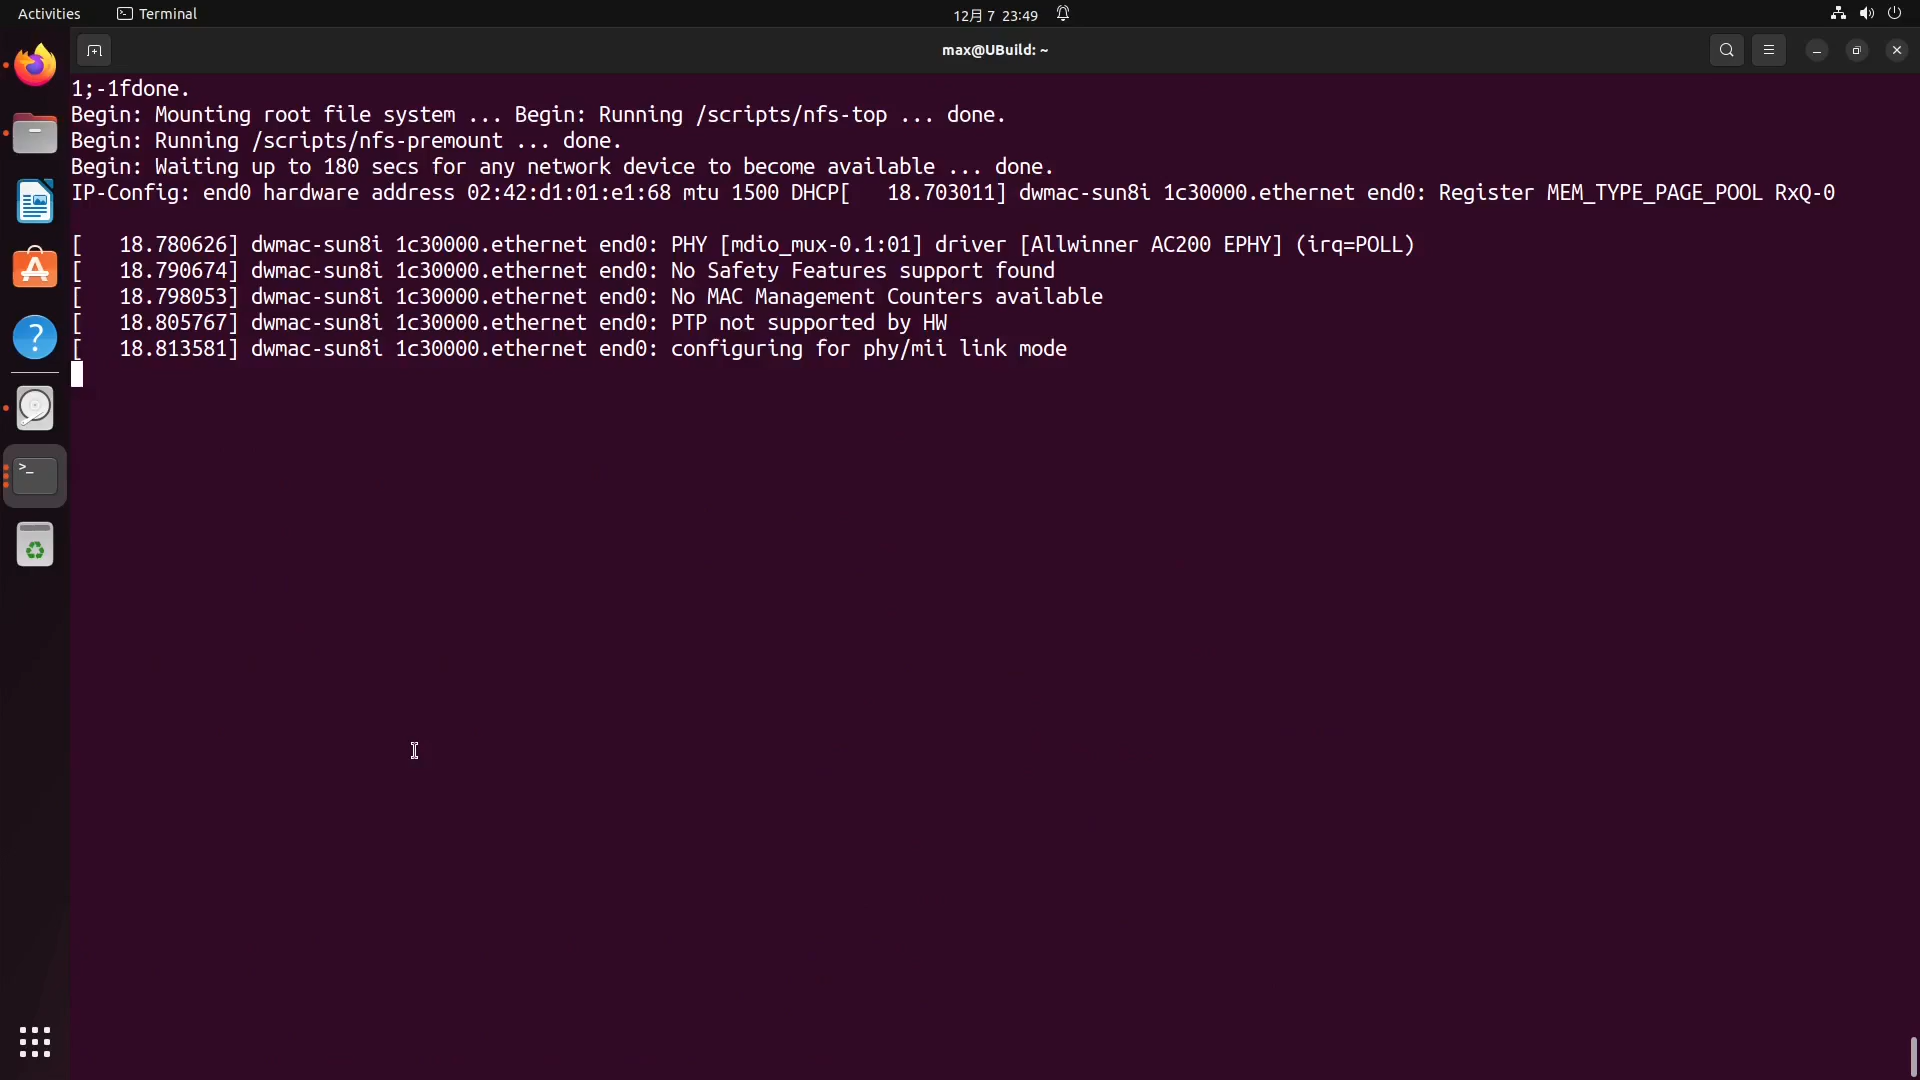 Activities
Terminal
12月 7 23:49
max@UBuild: ~
1;-1fdone.
Begin: Mounting root file system ... Begin: Running /scripts/nfs-top ... done.
Begin: Running /scripts/nfs-premount ... done.
Begin: Waiting up to 180 secs for any network device to become available ... done.
IP-Config: end0 hardware address 02:42:d1:01:e1:68 mtu 1500 DHCP[   18.703011] dwmac-sun8i 1c30000.ethernet end0: Register MEM_TYPE_PAGE_POOL RxQ-0
[   18.780626] dwmac-sun8i 1c30000.ethernet end0: PHY [mdio_mux-0.1:01] driver [Allwinner AC200 EPHY] (irq=POLL)
[   18.790674] dwmac-sun8i 1c30000.ethernet end0: No Safety Features support found
[   18.798053] dwmac-sun8i 1c30000.ethernet end0: No MAC Management Counters available
[   18.805767] dwmac-sun8i 1c30000.ethernet end0: PTP not supported by HW
[   18.813581] dwmac-sun8i 1c30000.ethernet end0: configuring for phy/mii link mode